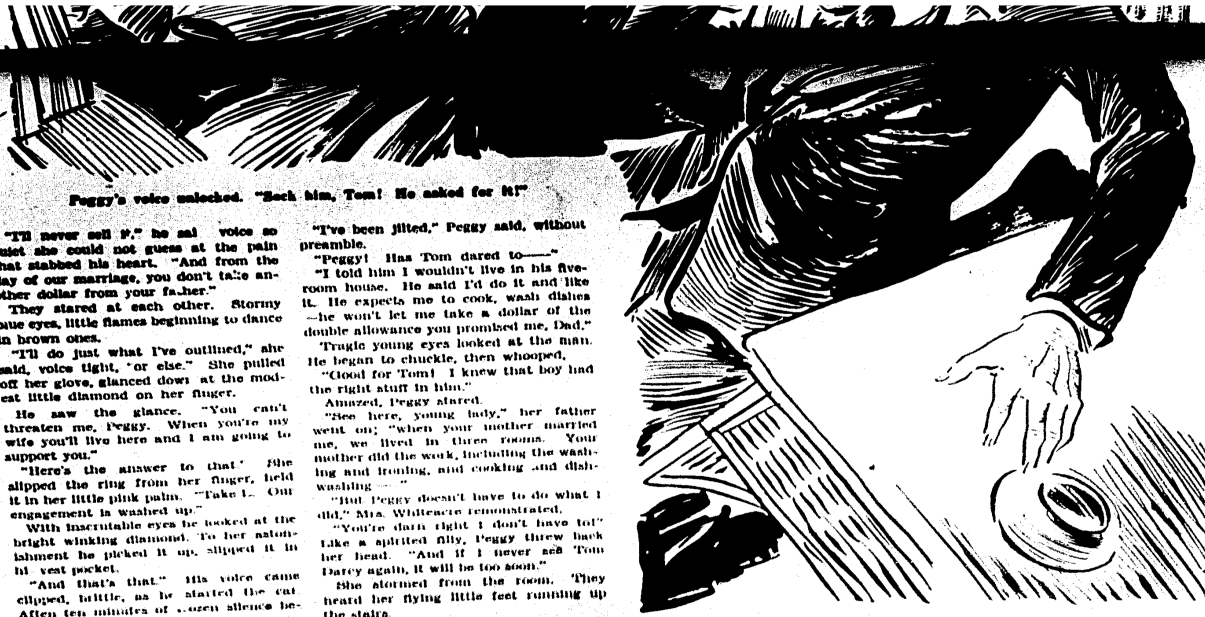 Peggy's voice unlocked. "Sock him, Tom! He asked for it!"
"I'll never sell it," he sai voice so
uiet she could not guess at the pain
hat stabbed his heart. "And from the
lay of our marriage, you don't take an-
ther dollar from your fa.her."
They stared at each other. Stormy
olue eyes, little flames beginning to dance
in brown ones.
"I'll do just what I've outlined," she
said, voice tight, "or else." She pulled
off her glove, glanced down at the mod-
est little diamond on her finger.
He saw the glance. "You can't
threaten me, Peggy. When you're my
wife you'll live here and I am going to
support you."
"Here's the answer to that." She
slipped the ring from her finger, held
it in her little pink palm. "Take i.. Our
engagement is washed up."
With inscrutable eyes he looked at the
bright winking diamond. To her aston-
ishment he picked it up, slipped it in
hi vest pocket.
"And that's that." His voice came
clipped, brittle, as he started the car.
After ten minutes of ..ozen silence he-
"I've been jilted," Peggy said, without
preamble.
"Peggy! Has Tom dared to——"
"I told him I wouldn't live in his five-
room house. He said I'd do it and like
it. He expects me to cook, wash dishes
—he won't let me take a dollar of the
double allowance you promised me, Dad."
Tragic young eyes looked at the man.
He began to chuckle, then whooped,
"Good for Tom! I knew that boy had
the right stuff in him."
Amazed, Peggy stared.
"See here, young lady," her father
went on; "when your mother married
me, we lived in three rooms. Your
mother did the work, including the wash-
ing and ironing, and cooking and dish-
washing——"
"But Peggy doesn't have to do what I
did," Mrs. Whiteacre remonstrated.
"You're darn right I don't have to!"
Like a spirited filly, Peggy threw back
her head. "And if I never see Tom
Darcy again, it will be too soon."
She stormed from the room. They
heard her flying little feet running up
the stairs.